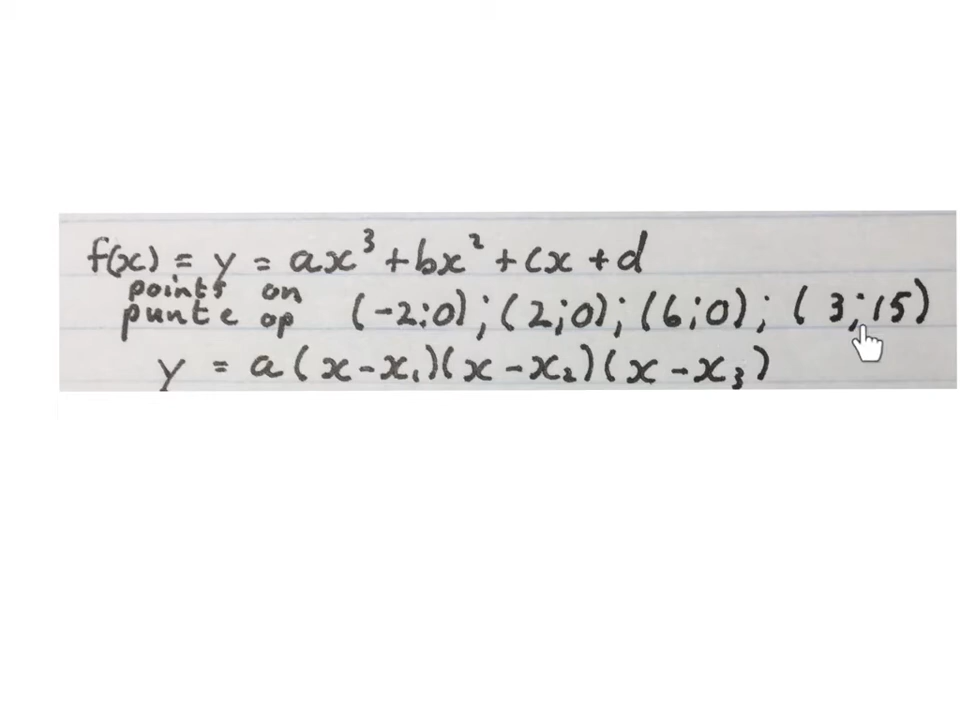 f(x) = y = ax³ + bx² + cx + d
points on
punte op (-2;0); (2;0); (6;0); (3;15)
y = a(x-x₁)(x-x₂)(x-x₃)